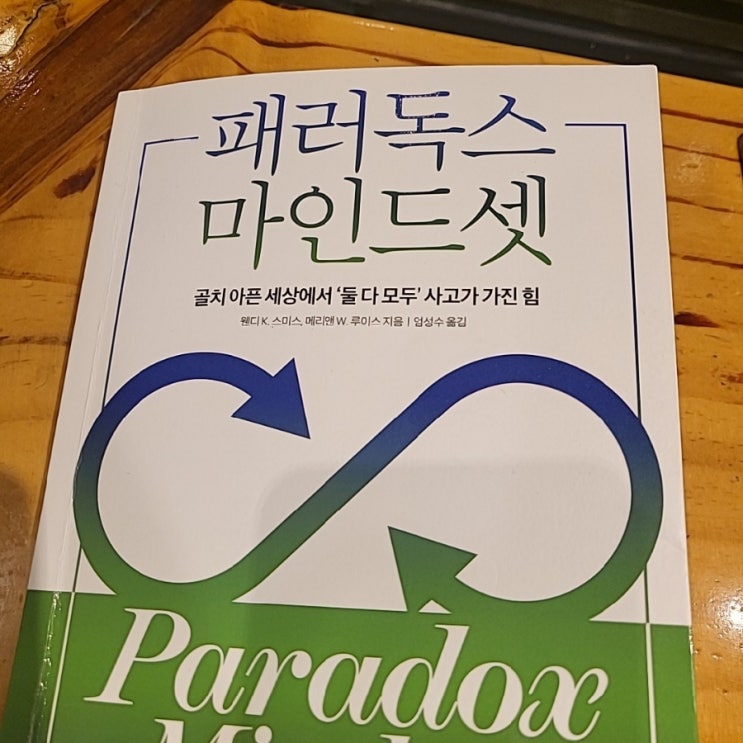 패러독스
마인드셋
골치 아픈 세상에서 '둘 다 모두' 사고가 가진 힘
웬디 K. 스미스, 메리앤 W. 루이스 지음 | 엄성수 옮김
Paradox